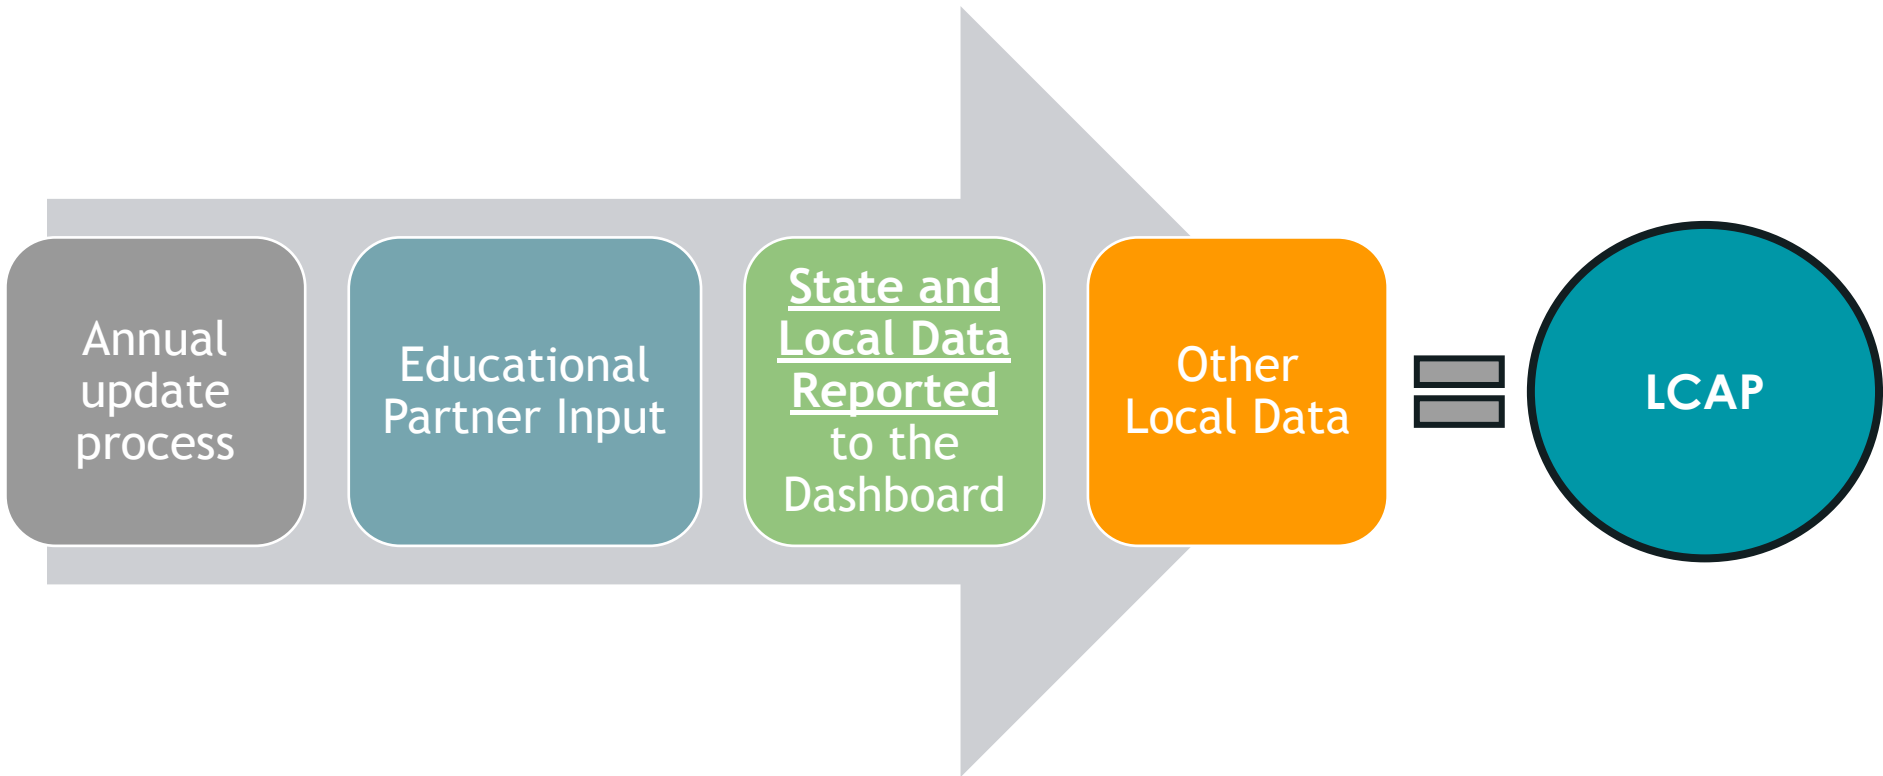 Annual
update
process
Educational
Partner Input
State and
Local Data
Reported
to the
Dashboard
Other
Local Data
LCAP